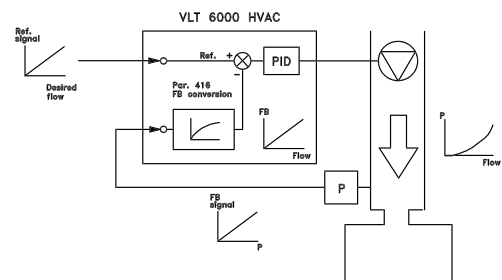 VLT 6000 HVAC
Ref.
signal
Desired
flow
Ref.
+
–
PID
Par. 416
FB conversion
FB
Flow
P
Flow
P
FB
signal
P